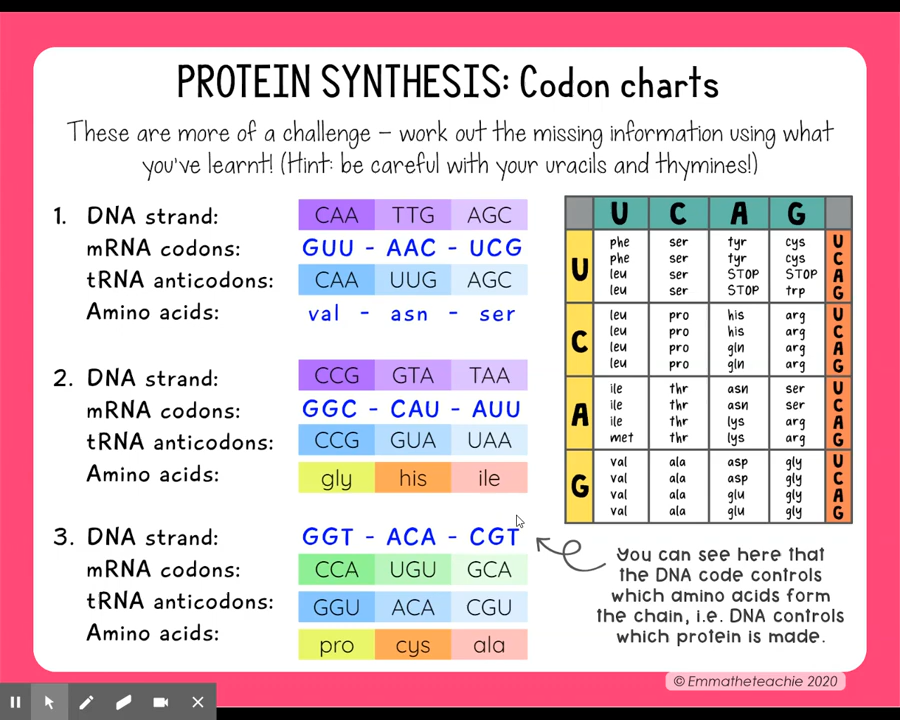 PROTEIN SYNTHESIS: Codon charts
These are more of a challenge – work out the missing information using what
you've learnt! (Hint: be careful with your uracils and thymines!)
1. DNA strand: CAA TTG AGC
mRNA codons: GUU - AAC - UCG
tRNA anticodons: CAA UUG AGC
Amino acids: val - asn - ser
2. DNA strand: CCG GTA TAA
mRNA codons: GGC - CAU - AUU
tRNA anticodons: CCG GUA UAA
Amino acids: gly his ile
3. DNA strand: GGT - ACA - CGT
mRNA codons: CCA UGU GCA
tRNA anticodons: GGU ACA CGU
Amino acids: pro cys ala
U C A G
U
phe ser tyr cys U
phe ser tyr cys C
leu ser STOP STOP A
leu ser STOP trp G
C
leu pro his arg U
leu pro his arg C
leu pro gln arg A
leu pro gln arg G
A
ile thr asn ser U
ile thr asn ser C
ile thr lys arg A
met thr lys arg G
G
val ala asp gly U
val ala asp gly C
val ala glu gly A
val ala glu gly G
You can see here that
the DNA code controls
which amino acids form
the chain, i.e. DNA controls
which protein is made.
© Emmatheteachie 2020